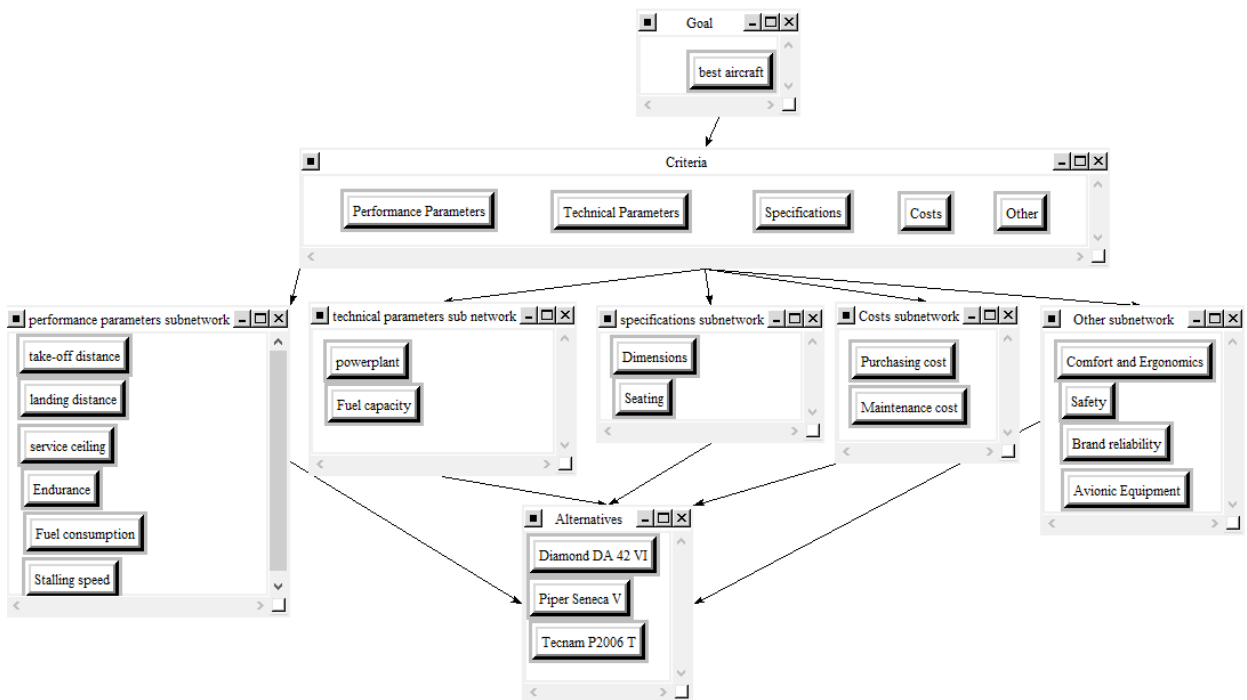 Goal
best aircraft
Criteria
Performance Parameters
Technical Parameters
Specifications
Costs
Other
performance parameters subnetwork
take-off distance
landing distance
service ceiling
Endurance
Fuel consumption
Stalling speed
technical parameters sub network
powerplant
Fuel capacity
specifications subnetwork
Dimensions
Seating
Costs subnetwork
Purchasing cost
Maintenance cost
Other subnetwork
Comfort and Ergonomics
Safety
Brand reliability
Avionic Equipment
Alternatives
Diamond DA 42 VI
Piper Seneca V
Tecnam P2006 T